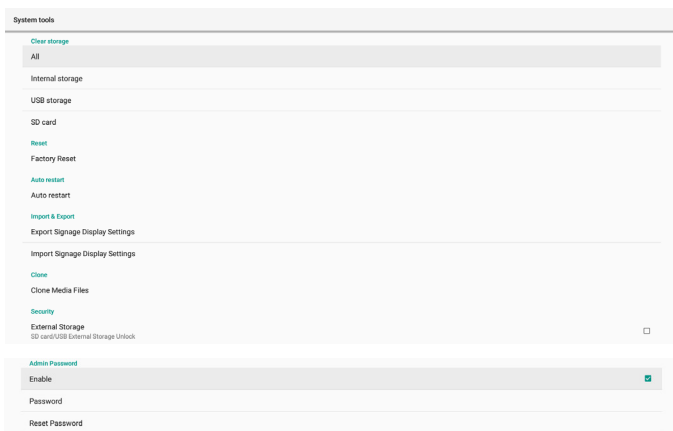 System tools
Clear storage
All
Internal storage
USB storage
SD card
Reset
Factory Reset
Auto restart
Auto restart
Import & Export
Export Signage Display Settings
Import Signage Display Settings
Clone
Clone Media Files
Security
External Storage
SD card/USB External Storage Unlock
Admin Password
Enable
Password
Reset Password